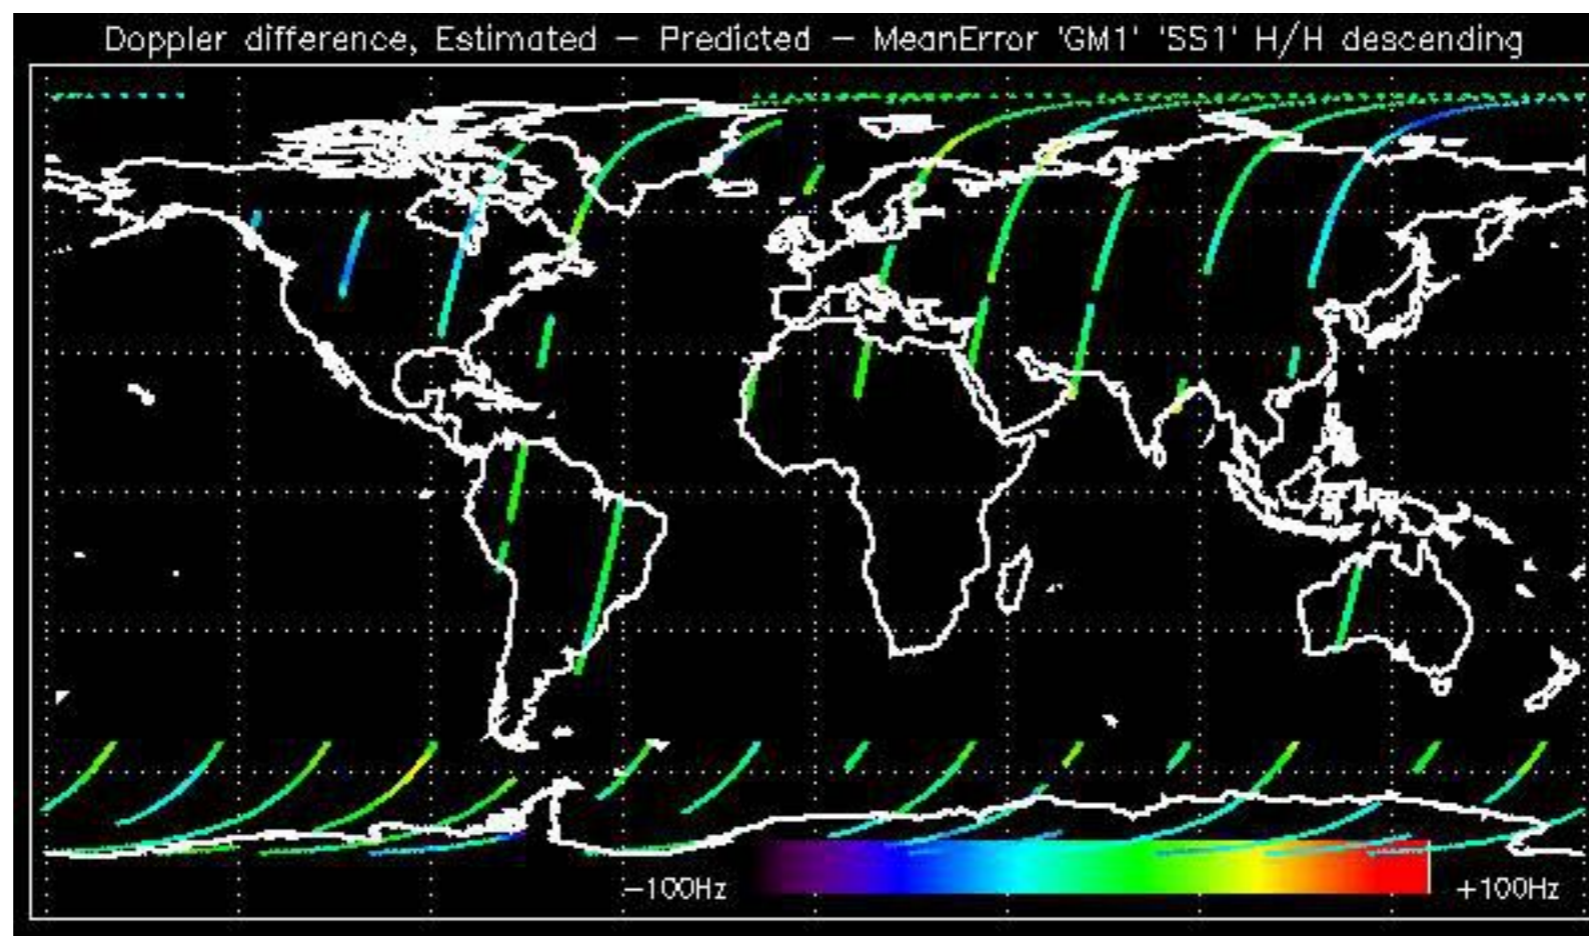 Doppler difference, Estimated − Predicted − MeanError 'GM1' 'SS1' H/H descending
−100Hz
+100Hz